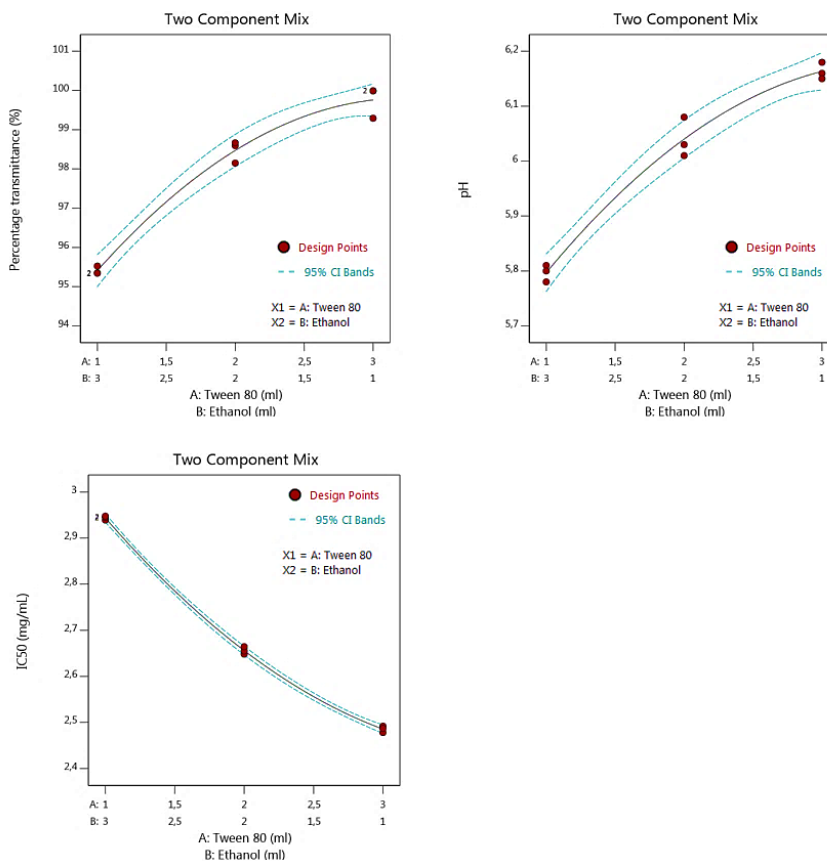 Two Component Mix
Percentage transmittance (%)
101
100
99
98
97
96
95
94
2
2
Design Points
95% CI Bands
X1 = A: Tween 80
X2 = B: Ethanol
A: 1 1,5 2 2,5 3
B: 3 2,5 2 1,5 1
A: Tween 80 (ml)
B: Ethanol (ml)
Two Component Mix
pH
6,2
6,1
6
5,9
5,8
5,7
Design Points
95% CI Bands
X1 = A: Tween 80
X2 = B: Ethanol
A: 1 1,5 2 2,5 3
B: 3 2,5 2 1,5 1
A: Tween 80 (ml)
B: Ethanol (ml)
Two Component Mix
IC50 (mg/mL)
3
2,9
2,8
2,7
2,6
2,5
2,4
2
Design Points
95% CI Bands
X1 = A: Tween 80
X2 = B: Ethanol
A: 1 1,5 2 2,5 3
B: 3 2,5 2 1,5 1
A: Tween 80 (ml)
B: Ethanol (ml)